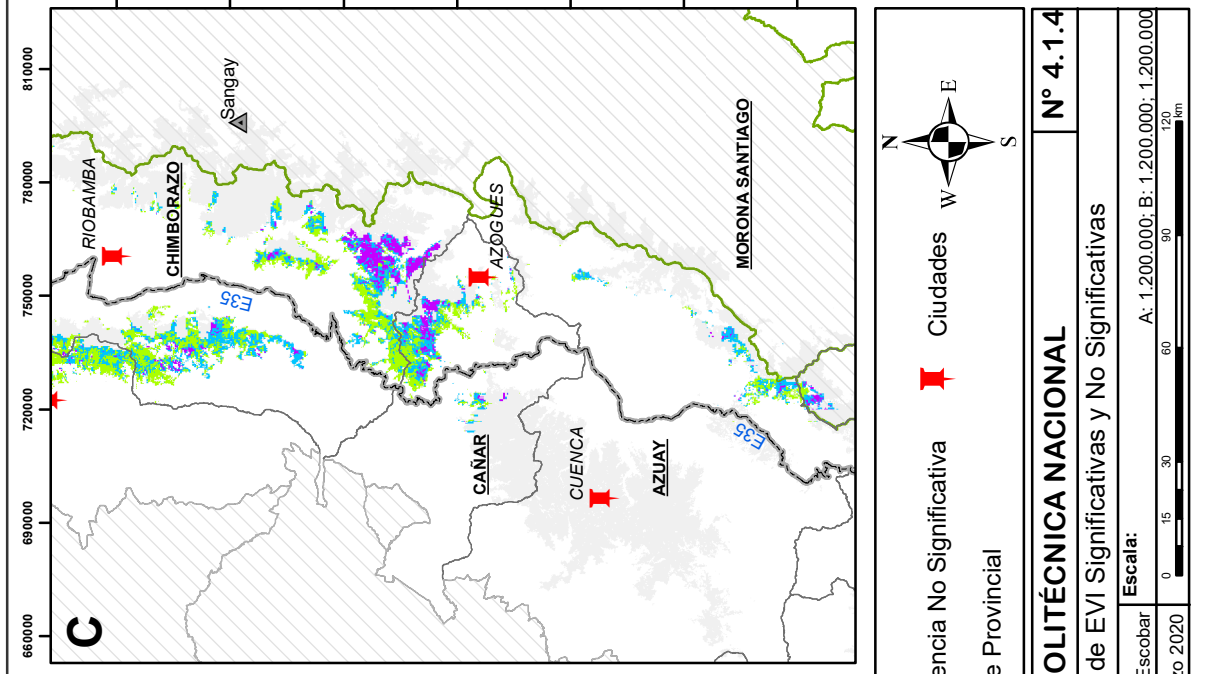 810000
780000
750000
720000
690000
660000
C
Sangay
RIOBAMBA
CHIMBORAZO
E35
AZOGUES
CAÑAR
CUENCA
AZUAY
E35
MORONA SANTIAGO
N
W
E
S
encia No Significativa
Ciudades
e Provincial
OLITÉCNICA NACIONAL
N° 4.1.4
de EVI Significativas y No Significativas
Escobar
zo 2020
Escala:
A: 1:200.000; B: 1.200.000; 1.200.000
0 15 30 60 90 120
km